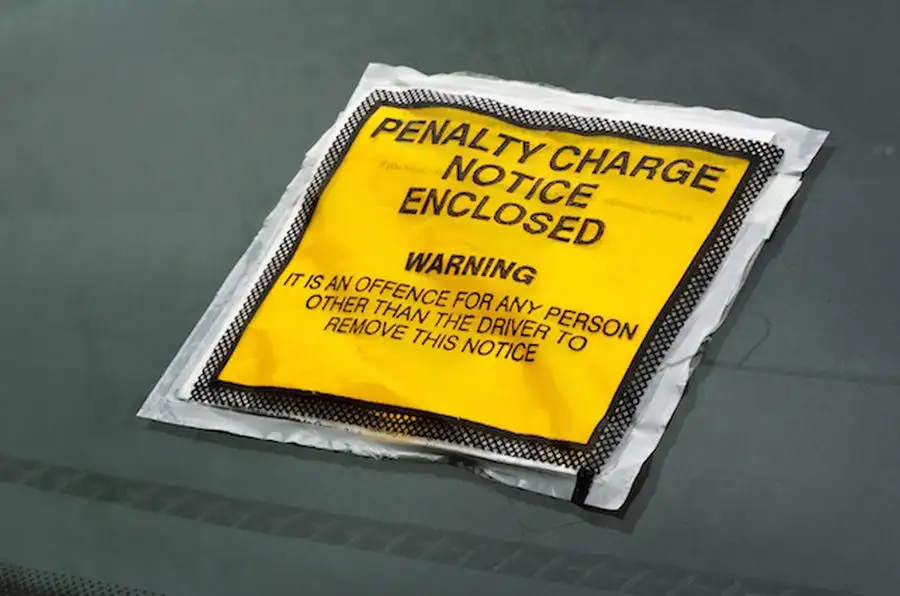 PENALTY CHARGE
NOTICE
ENCLOSED
WARNING
IT IS AN OFFENCE FOR ANY PERSON
OTHER THAN THE DRIVER TO
REMOVE THIS NOTICE